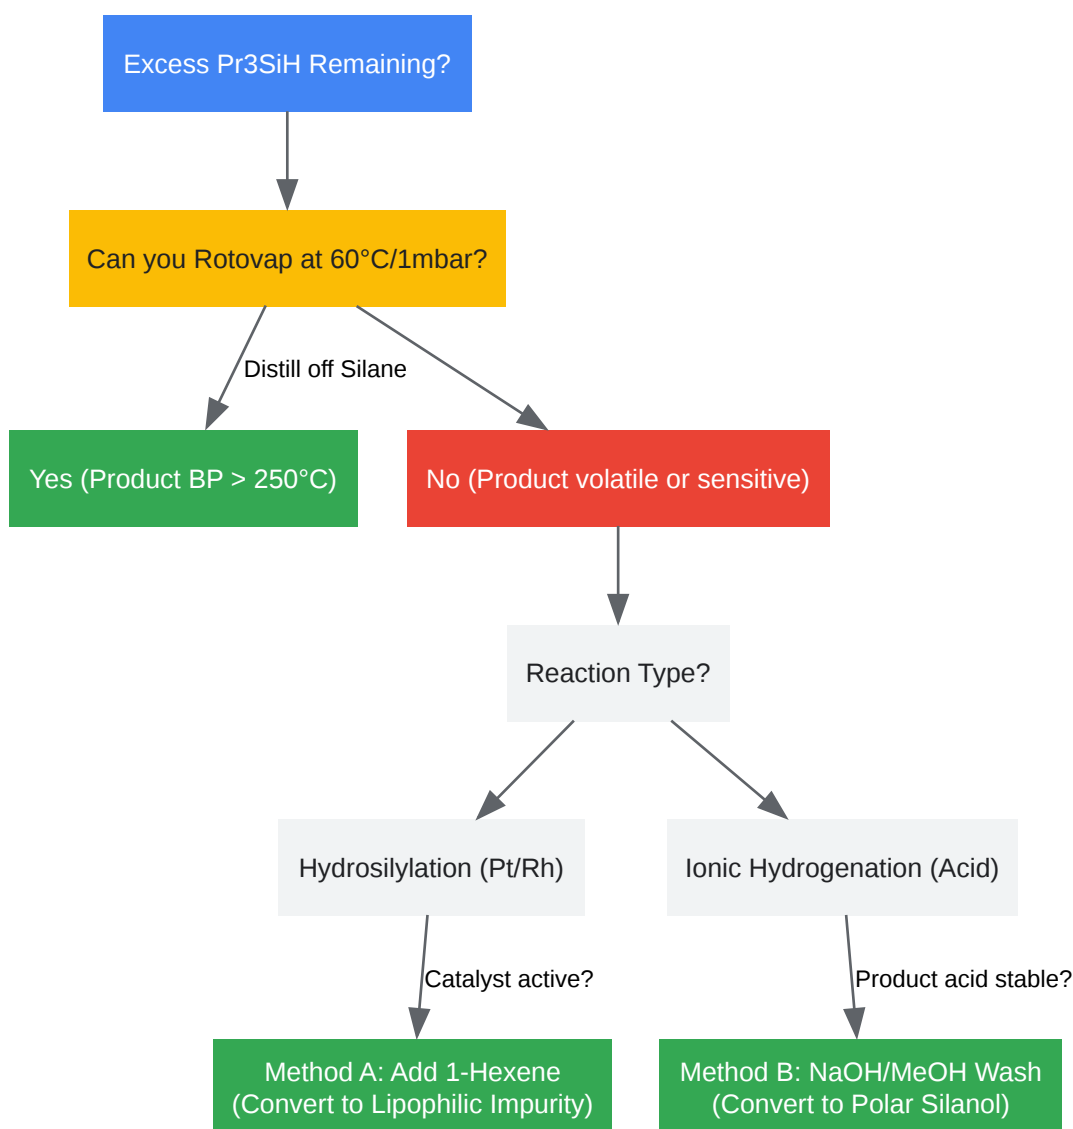 Excess Pr3SiH Remaining?
Can you Rotovap at 60°C/1mbar?
Distill off Silane
Yes (Product BP > 250°C)
No (Product volatile or sensitive)
Reaction Type?
Hydrosilylation (Pt/Rh)
Ionic Hydrogenation (Acid)
Catalyst active?
Product acid stable?
Method A: Add 1-Hexene
(Convert to Lipophilic Impurity)
Method B: NaOH/MeOH Wash
(Convert to Polar Silanol)